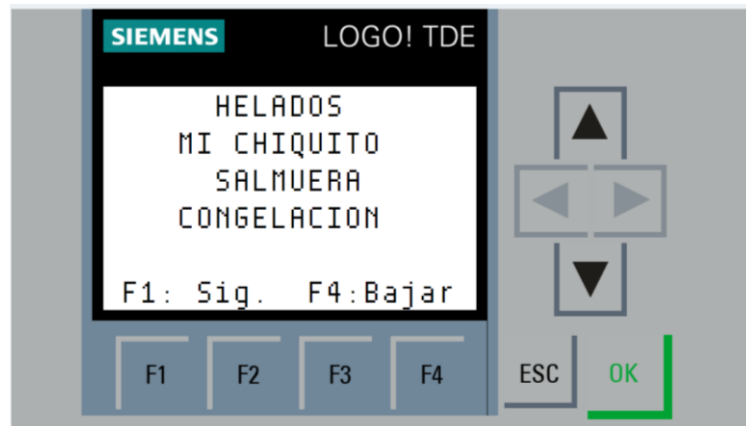 SIEMENS LOGO! TDE
HELADOS
MI CHIQUITO
SALMUERA
CONGELACION
F1: Sig. F4:Bajar
F1 F2 F3 F4 ESC OK